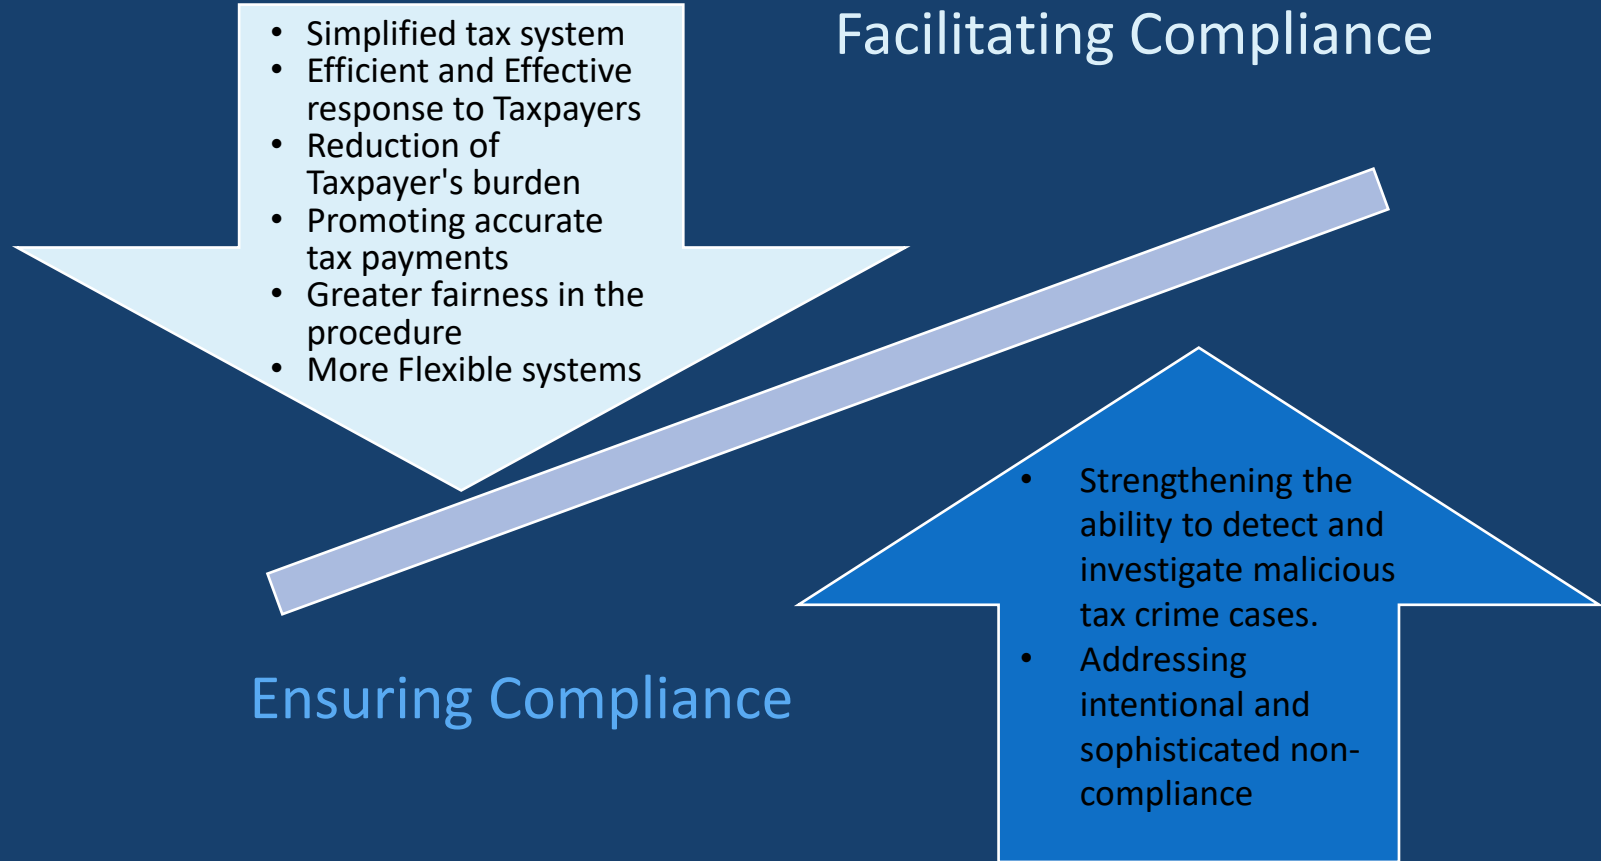 Facilitating Compliance
• Simplified tax system
• Efficient and Effective
response to Taxpayers
• Reduction of
Taxpayer's burden
• Promoting accurate
tax payments
• Greater fairness in the
procedure
• More Flexible systems
• Strengthening the
ability to detect and
investigate malicious
tax crime cases.
• Addressing
intentional and
sophisticated non-
compliance
Ensuring Compliance